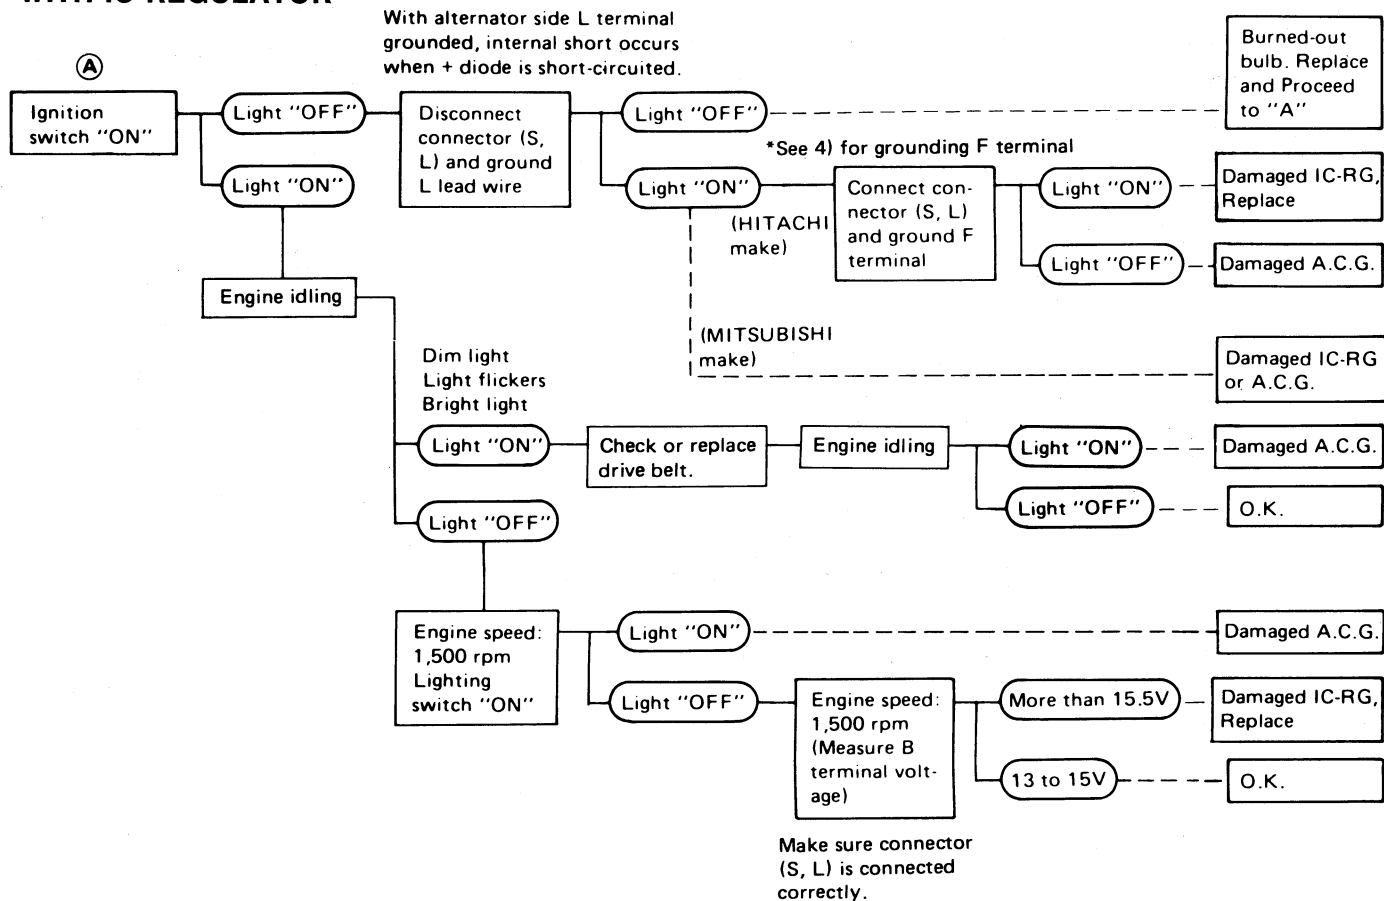 With alternator side L terminal
grounded, internal short occurs
when + diode is short-circuited.
A
Ignition
switch "ON"
Light "OFF"
Disconnect
connector (S,
L) and ground
L lead wire
Light "OFF"
Burned-out
bulb. Replace
and Proceed
to "A"
*See 4) for grounding F terminal
Light "ON"
Light "ON"
(HITACHI
make)
Connect con-
nector (S, L)
and ground F
terminal
Light "ON"
Damaged IC-RG,
Replace
Light "OFF"
Damaged A.C.G.
(MITSUBISHI
make)
Damaged IC-RG
or A.C.G.
Engine idling
Dim light
Light flickers
Bright light
Light "ON"
Check or replace
drive belt.
Engine idling
Light "ON"
Damaged A.C.G.
Light "OFF"
O.K.
Light "OFF"
Engine speed:
1,500 rpm
Lighting
switch "ON"
Light "ON"
Damaged A.C.G.
Light "OFF"
Engine speed:
1,500 rpm
(Measure B
terminal volt-
age)
More than 15.5V
Damaged IC-RG,
Replace
13 to 15V
O.K.
Make sure connector
(S, L) is connected
correctly.